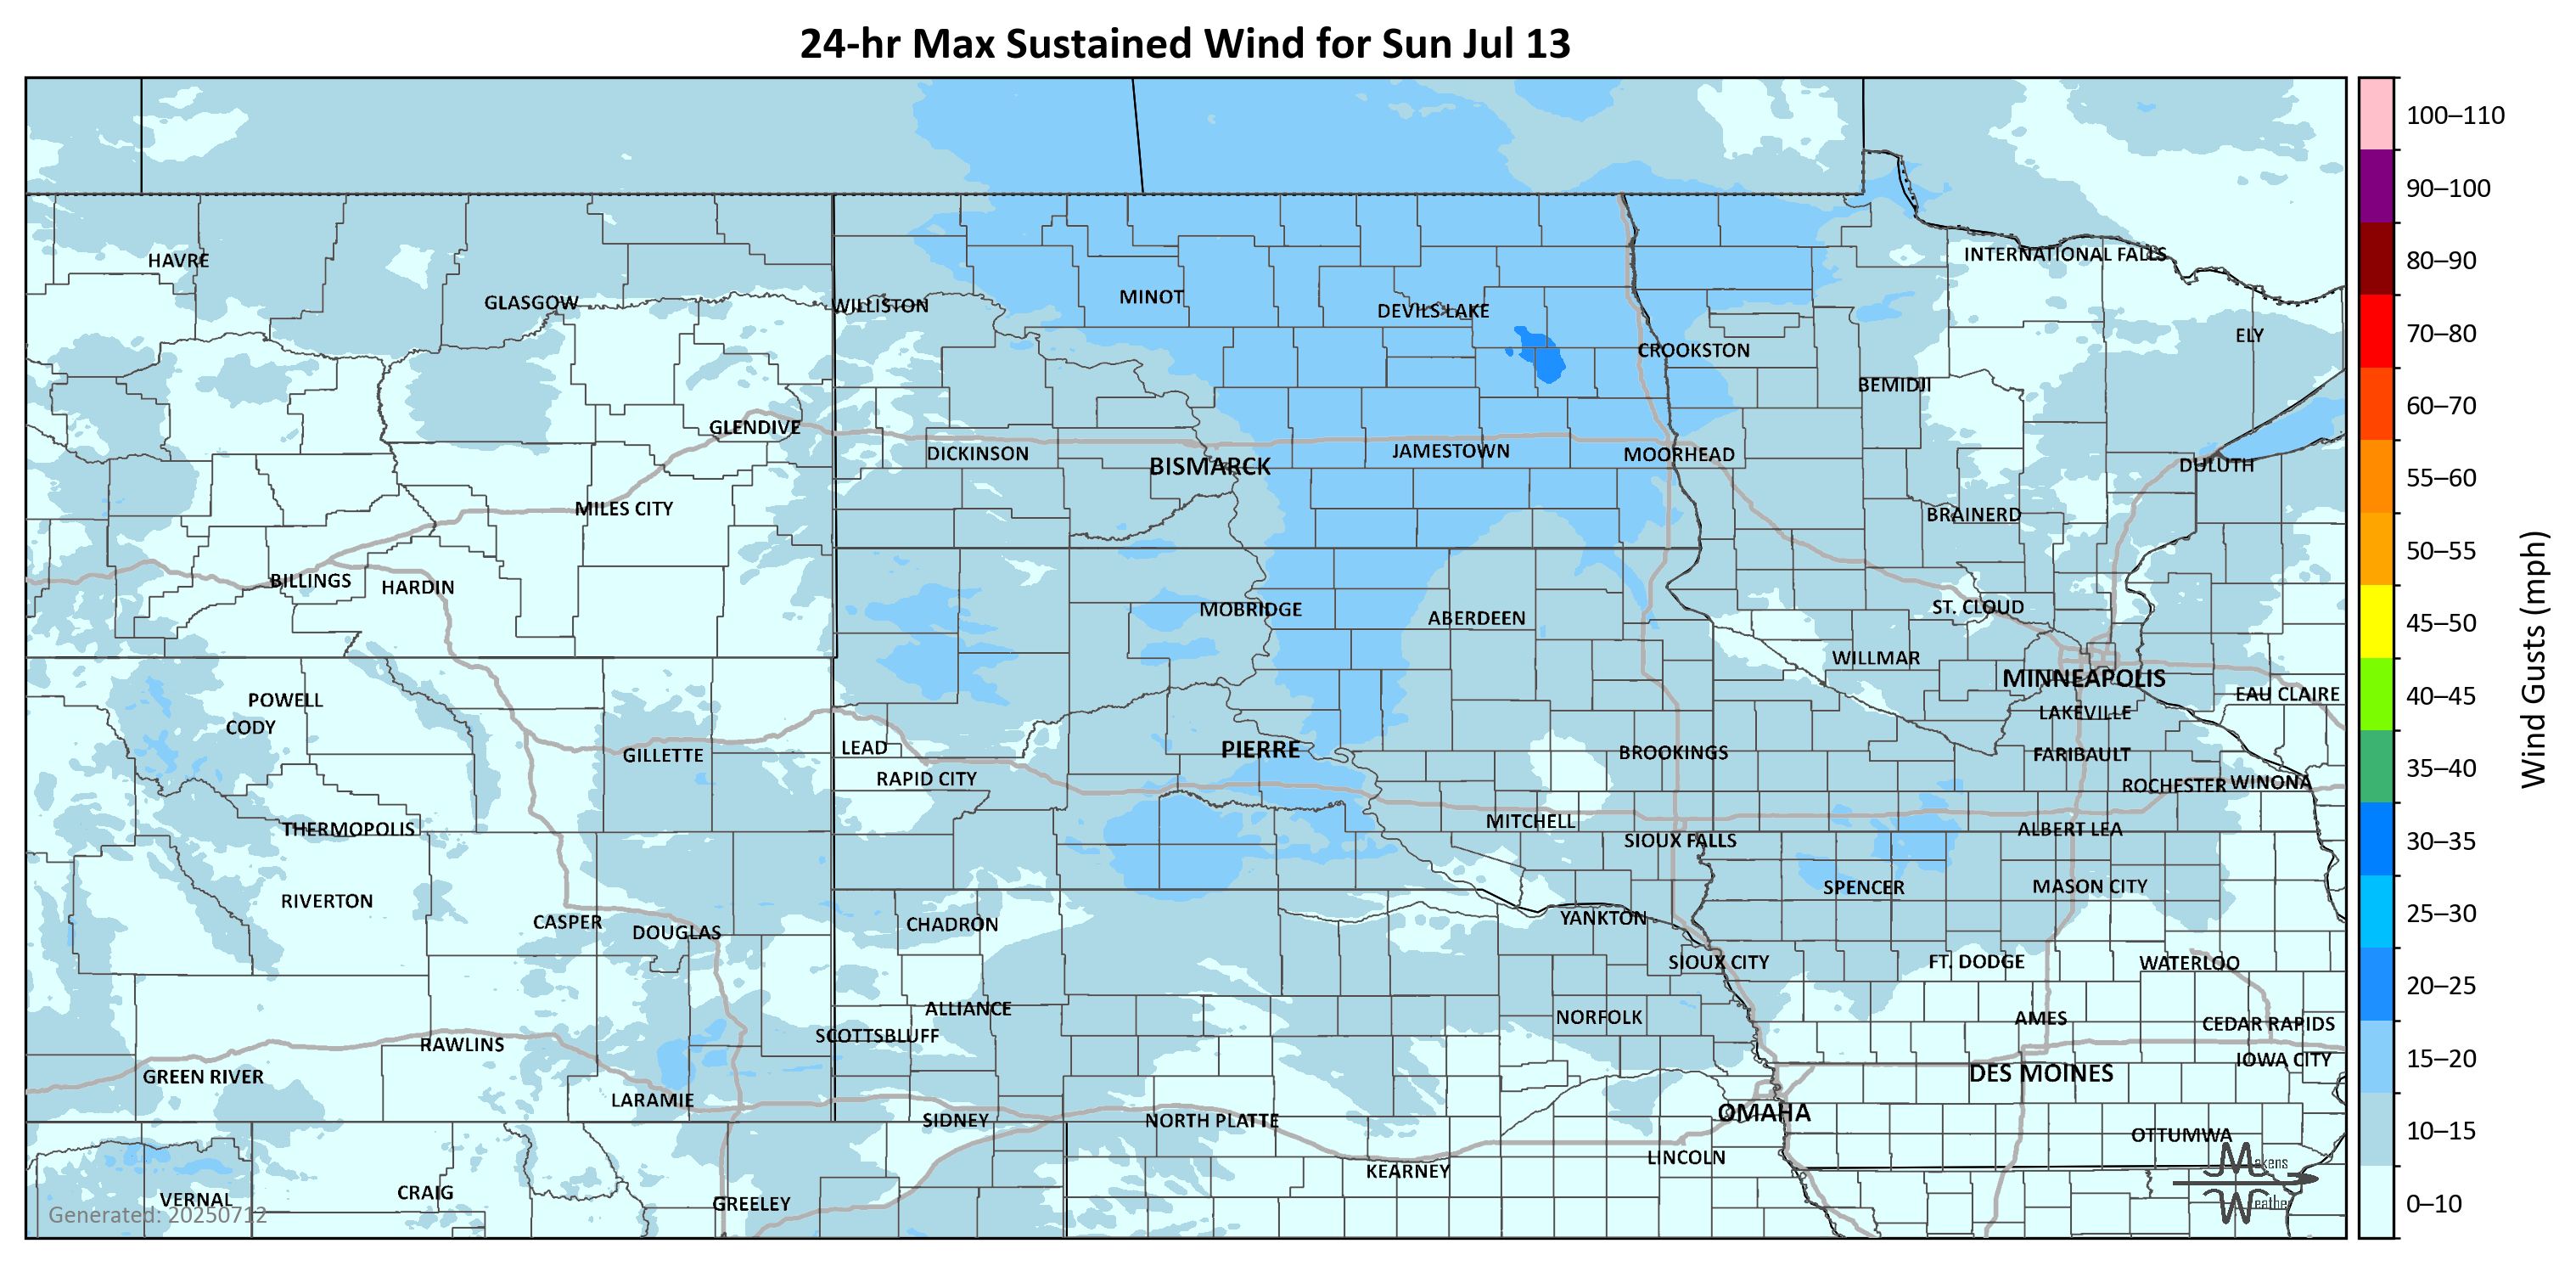 24-hr Max Sustained Wind for Sun Jul 13
100–110
90–100
80–90
70–80
60–70
55–60
50–55
45–50
40–45
35–40
30–35
25–30
20–25
15–20
10–15
0–10
Wind Gusts (mph)
HAVRE
INTERNATIONAL FALLS
GLASGOW
WILLISTON
MINOT
DEVILS LAKE
ELY
CROOKSTON
BEMIDJI
GLENDIVE
DICKINSON
BISMARCK
JAMESTOWN
MOORHEAD
DULUTH
MILES CITY
BRAINERD
BILLINGS
HARDIN
MOBRIDGE
ABERDEEN
ST. CLOUD
WILLMAR
MINNEAPOLIS
EAU CLAIRE
POWELL
CODY
LAKEVILLE
GILLETTE
LEAD
PIERRE
BROOKINGS
FARIBAULT
RAPID CITY
ROCHESTER
WINONA
THERMOPOLIS
MITCHELL
SIOUX FALLS
ALBERT LEA
RIVERTON
SPENCER
MASON CITY
CASPER
DOUGLAS
CHADRON
YANKTON
SIOUX CITY
FT. DODGE
WATERLOO
ALLIANCE
NORFOLK
AMES
CEDAR RAPIDS
RAWLINS
SCOTTSBLUFF
IOWA CITY
GREEN RIVER
DES MOINES
LARAMIE
SIDNEY
NORTH PLATTE
OMAHA
OTTUMWA
KEARNEY
LINCOLN
VERNAL
CRAIG
GREELEY
Generated: 20250712
Makens
Weather